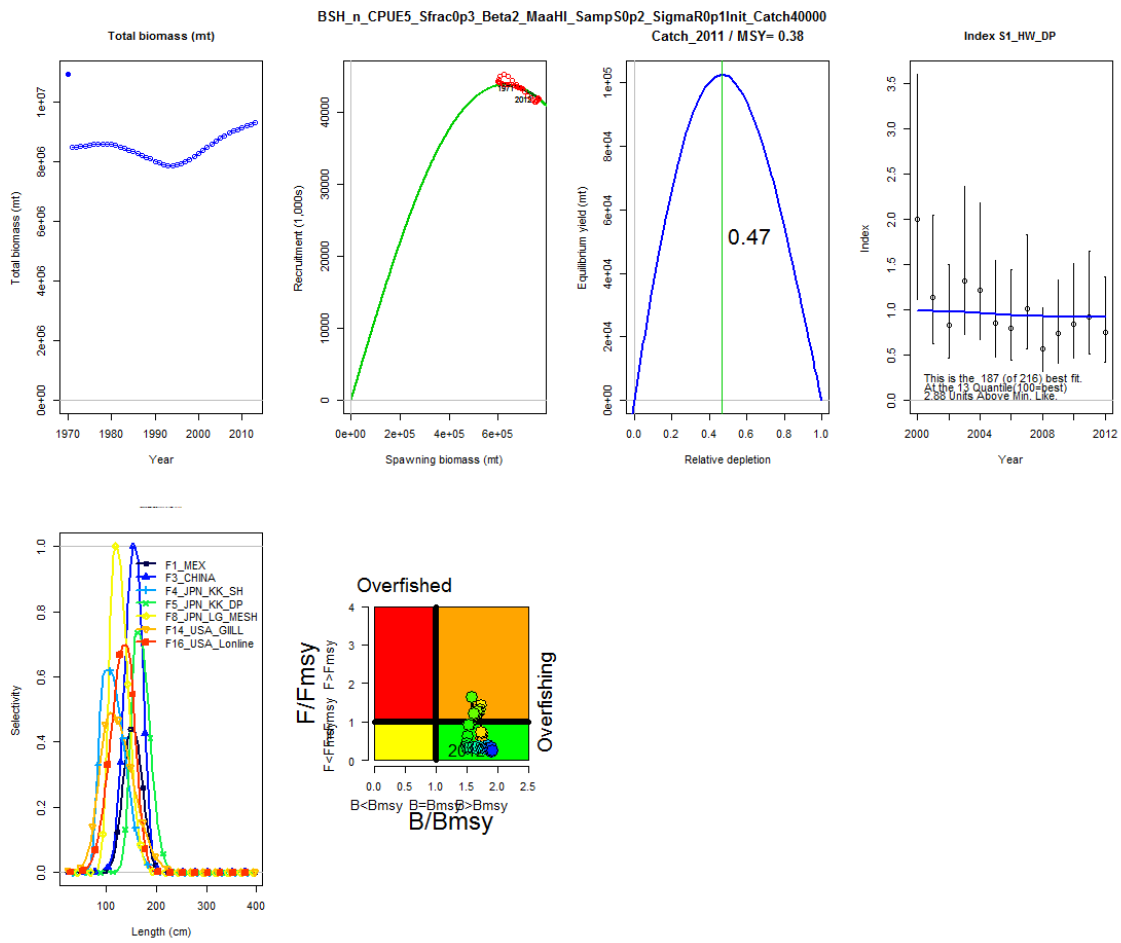 BSH_n_CPUE5_Sfrac0p3_Beta2_MaaHI_SampS0p2_SigmaR0p1Init_Catch40000
Total biomass (mt)
Catch_2011 / MSY= 0.38
Index S1_HW_DP
Total biomass (mt)
0e+00
2e+06
4e+06
6e+06
8e+06
1e+07
1970
1980
1990
2000
2010
Year
Recruitment (1,000s)
0
10000
20000
30000
40000
1971
2012
0e+00
2e+05
4e+05
6e+05
Spawning biomass (mt)
Equilibrium yield (mt)
0e+00
2e+04
4e+04
6e+04
8e+04
1e+05
0.47
0.0
0.2
0.4
0.6
0.8
1.0
Relative depletion
Index
0.0
0.5
1.0
1.5
2.0
2.5
3.0
3.5
This is the 187 (of 216) best fit.
At the 13 Quantile(100=best)
2.88 Units Above Min. Like.
2000
2004
2008
2012
Year
Selectivity
0.0
0.2
0.4
0.6
0.8
1.0
F1_MEX
F3_CHINA
F4_JPN_KK_SH
F5_JPN_KK_DP
F8_JPN_LG_MESH
F14_USA_GIILL
F16_USA_Lonline
100
200
300
400
Length (cm)
Overfished
F/Fmsy
F>Fmsy
F<Fmsy
0
1
2
3
4
2012
Overfishing
0.0
0.5
1.0
1.5
2.0
2.5
B<Bmsy
B=Bmsy
B>Bmsy
B/Bmsy